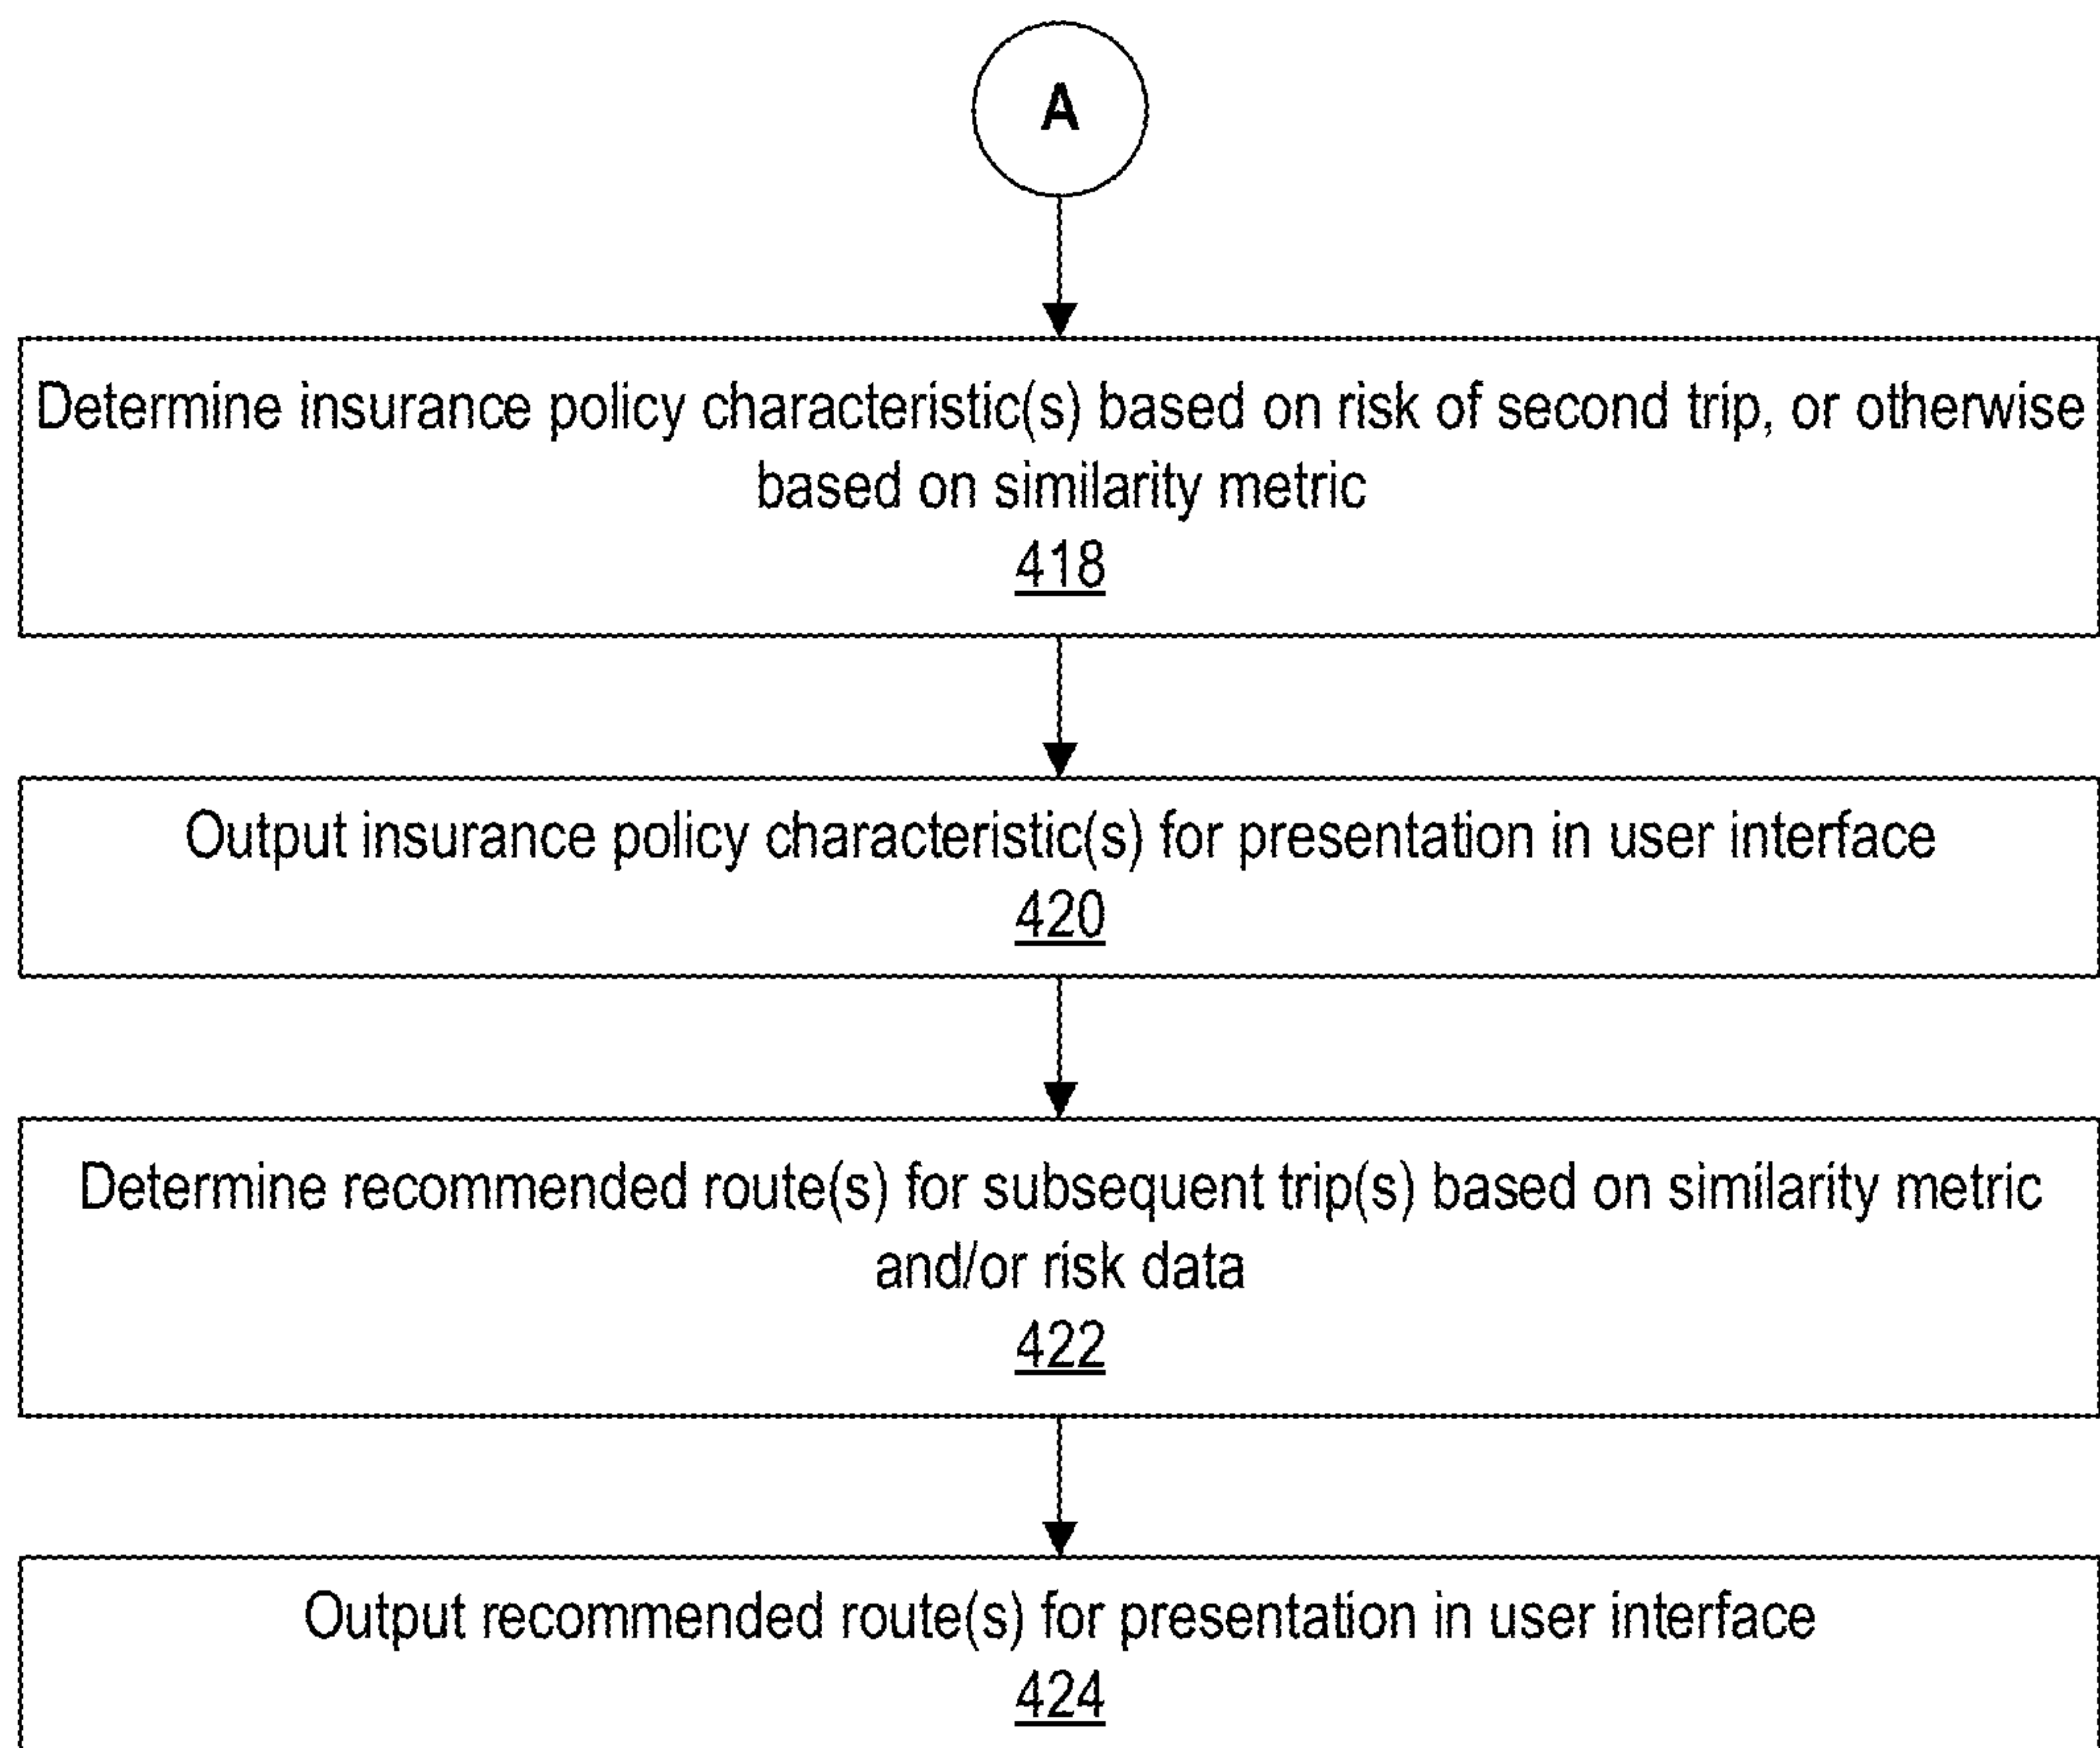 A
Determine insurance policy characteristic(s) based on risk of second trip, or otherwise
based on similarity metric
418
Output insurance policy characteristic(s) for presentation in user interface
420
Determine recommended route(s) for subsequent trip(s) based on similarity metric
and/or risk data
422
Output recommended route(s) for presentation in user interface
424